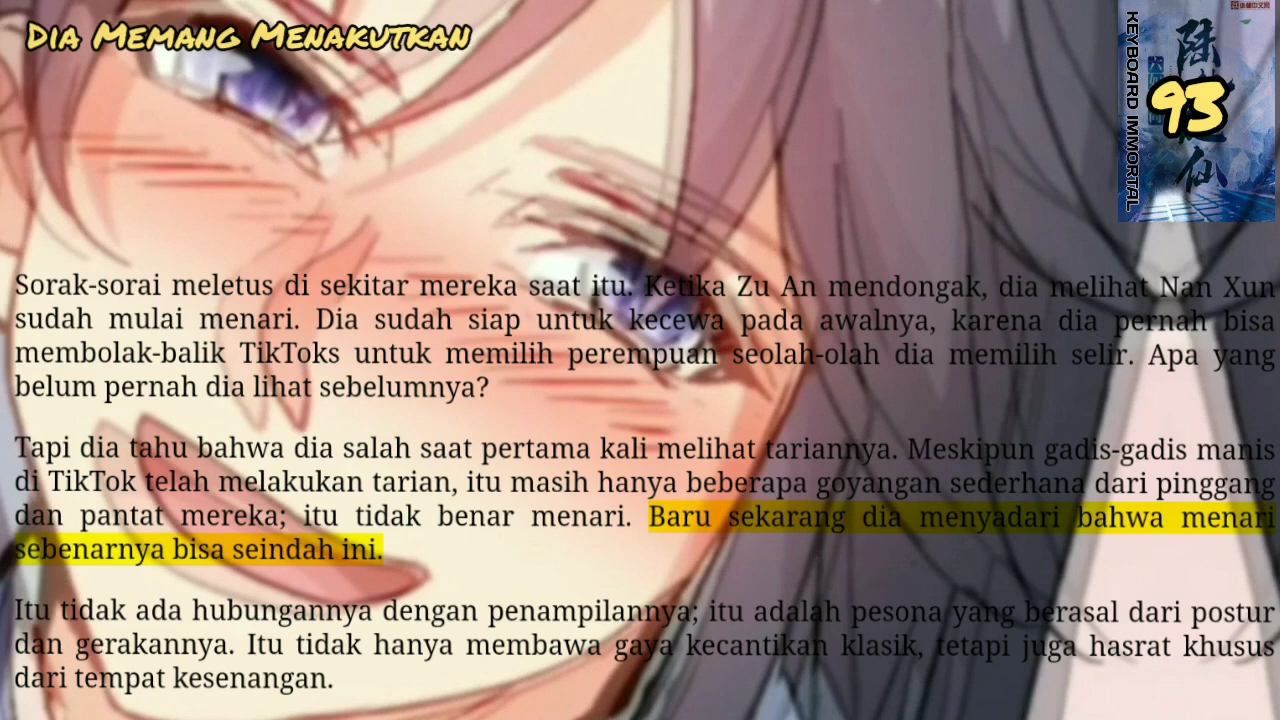 Dia Memang Menakutkan
KEYBOARD IMMORTAL
93
仙
Sorak-sorai meletus di sekitar mereka saat itu. Ketika Zu An mendongak, dia melihat Nan Xun
sudah mulai menari. Dia sudah siap untuk kecewa pada awalnya, karena dia pernah bisa
membolak-balik TikToks untuk memilih perempuan seolah-olah dia memilih selir. Apa yang
belum pernah dia lihat sebelumnya?
Tapi dia tahu bahwa dia salah saat pertama kali melihat tariannya. Meskipun gadis-gadis manis
di TikTok telah melakukan tarian, itu masih hanya beberapa goyangan sederhana dari pinggang
dan pantat mereka; itu tidak benar menari. Baru sekarang dia menyadari bahwa menari
sebenarnya bisa seindah ini.
Itu tidak ada hubungannya dengan penampilannya; itu adalah pesona yang berasal dari postur
dan gerakannya. Itu tidak hanya membawa gaya kecantikan klasik, tetapi juga hasrat khusus
dari tempat kesenangan.